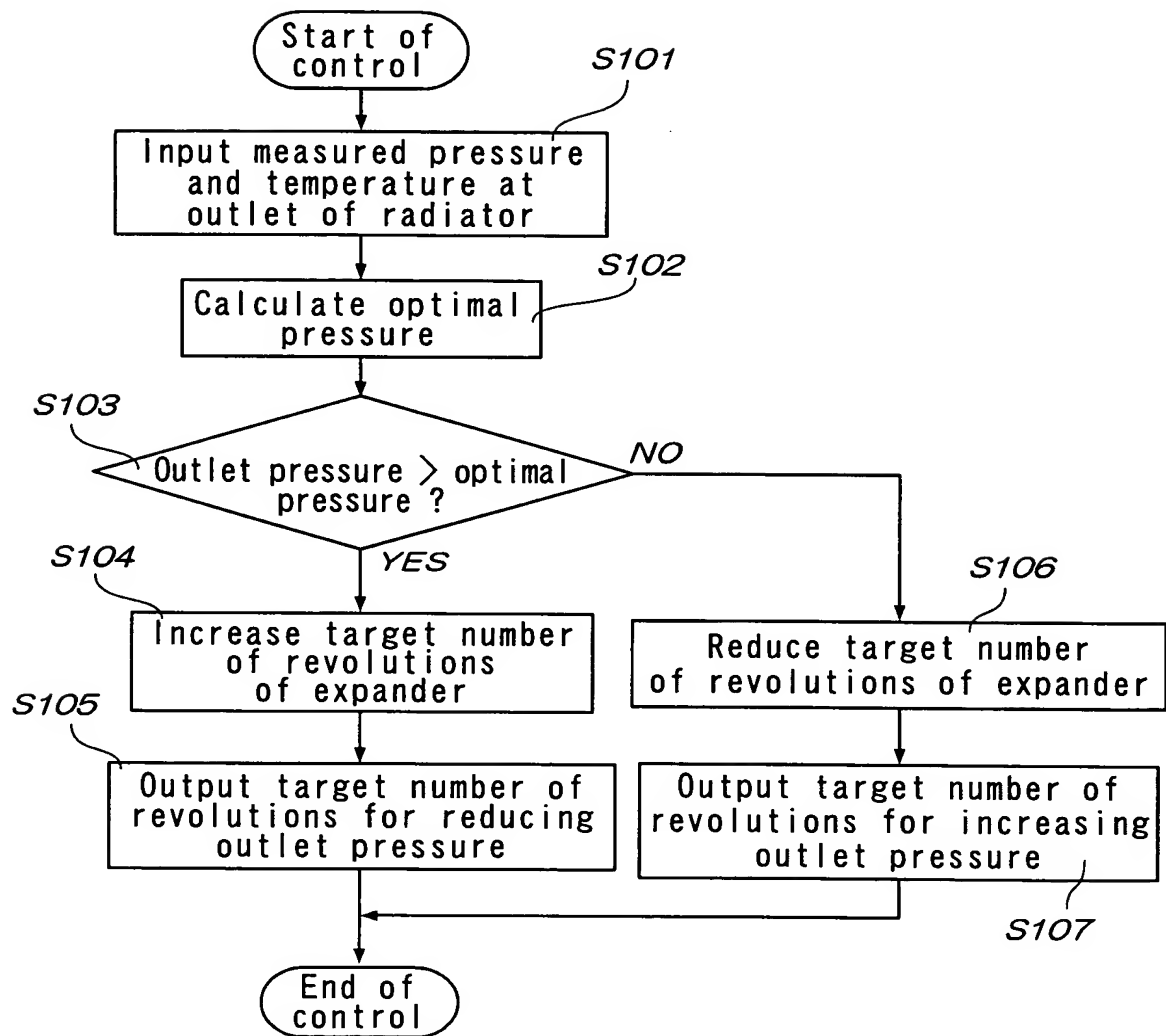 Start of
control
S101
Input measured pressure
and temperature at
outlet of radiator
S102
Calculate optimal
pressure
S103
Outlet pressure > optimal
pressure ?
NO
YES
S104
Increase target number
of revolutions
of expander
S106
Reduce target number
of revolutions of expander
S105
Output target number of
revolutions for reducing
outlet pressure
Output target number of
revolutions for increasing
outlet pressure
S107
End of
control